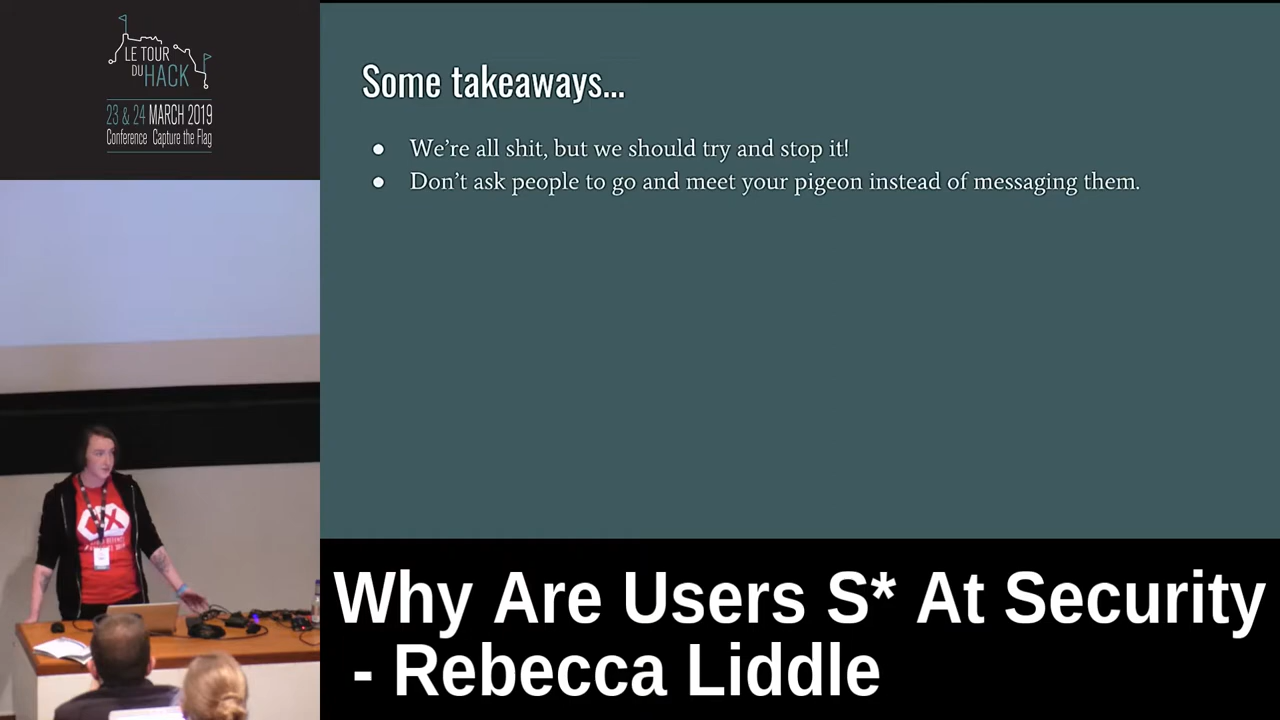 LE TOUR
DU HACK
23 & 24 MARCH 2019
Conference Capture the Flag
Some takeaways...
● We’re all shit, but we should try and stop it!
● Don’t ask people to go and meet your pigeon instead of messaging them.
Why Are Users S* At Security
- Rebecca Liddle